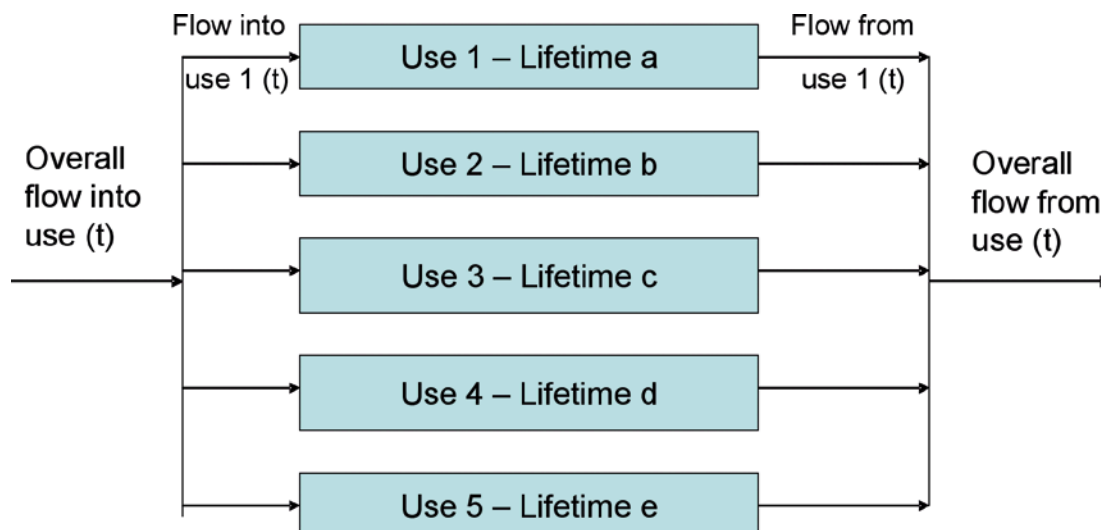 Flow into
use 1 (t)
Use 1 – Lifetime a
Flow from
use 1 (t)
Overall
flow into
use (t)
Use 2 – Lifetime b
Use 3 – Lifetime c
Use 4 – Lifetime d
Use 5 – Lifetime e
Overall
flow from
use (t)